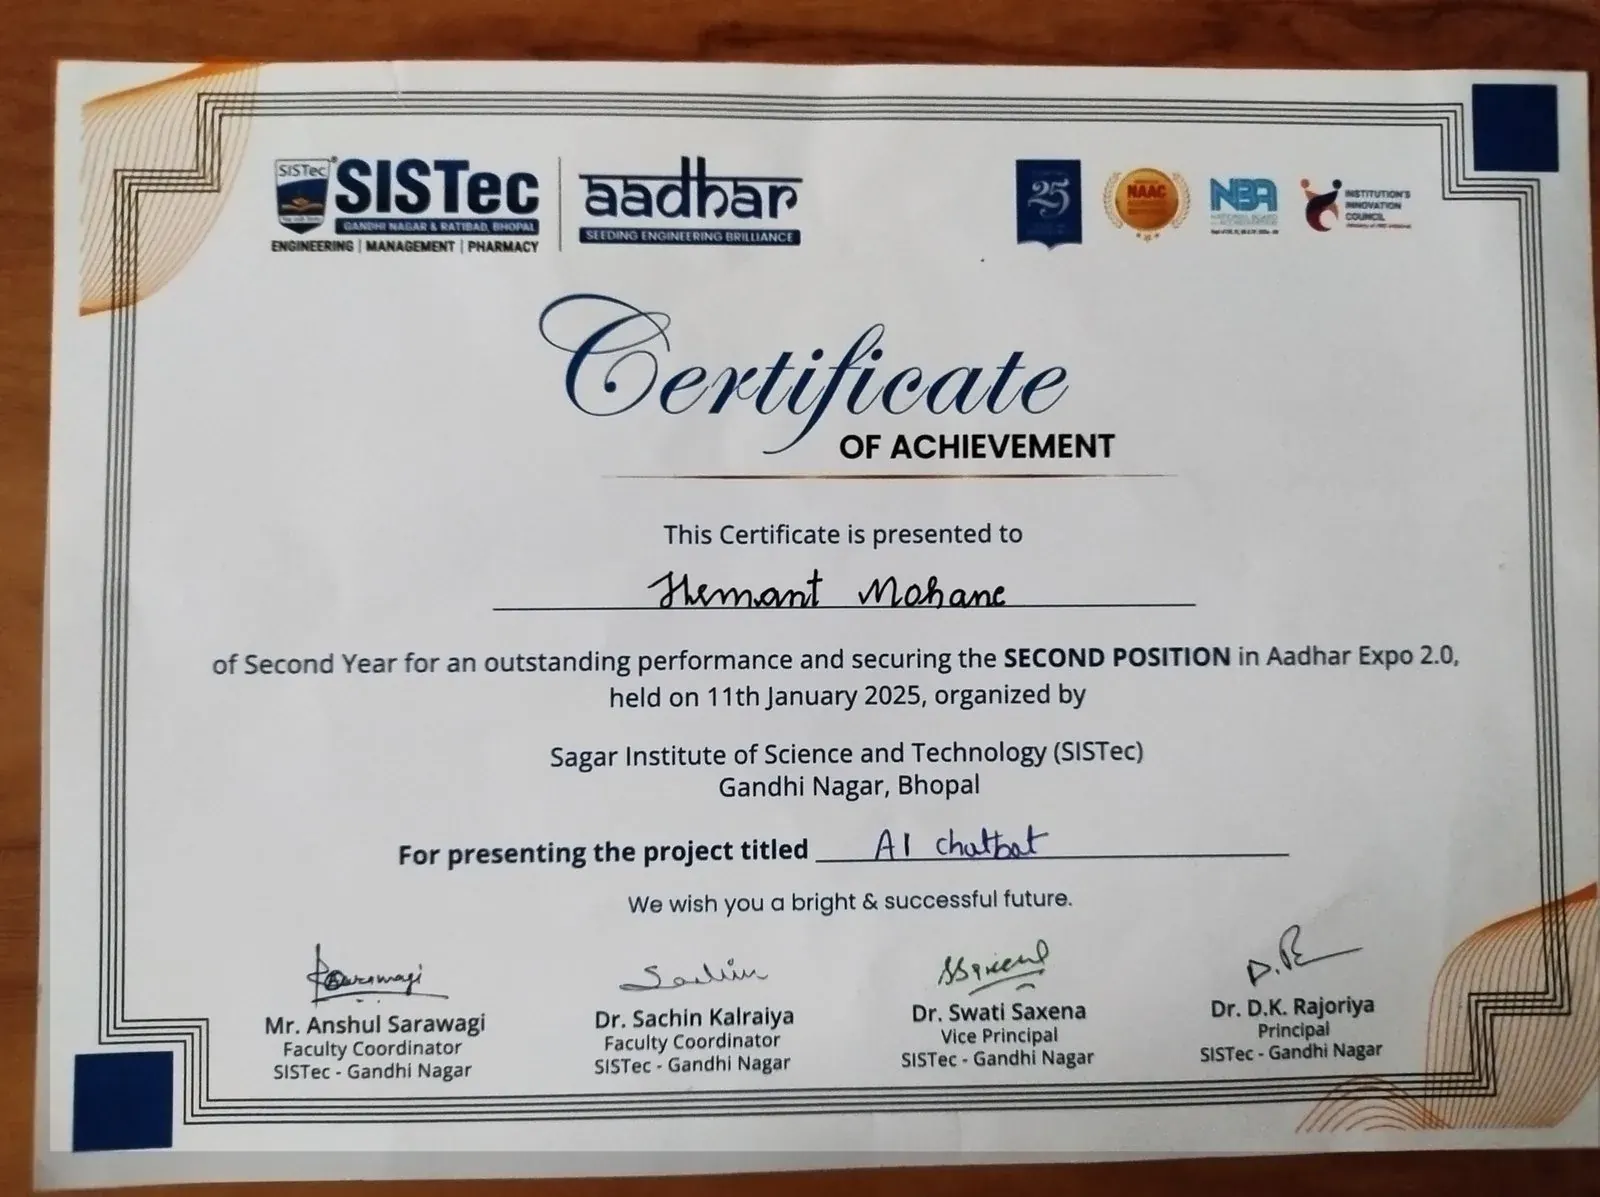 SISTec
SISTec
GANDHI NAGAR & RATIBAD, BHOPAL
ENGINEERING | MANAGEMENT | PHARMACY
aadhar
SEEDING ENGINEERING BRILLIANCE
25
NAAC
NBA
INSTITUTION'S
INNOVATION
COUNCIL
Certificate
OF ACHIEVEMENT
This Certificate is presented to
Hemant Mohane
of Second Year for an outstanding performance and securing the SECOND POSITION in Aadhar Expo 2.0,
held on 11th January 2025, organized by
Sagar Institute of Science and Technology (SISTec)
Gandhi Nagar, Bhopal
For presenting the project titled AI chatbot
We wish you a bright & successful future.
Mr. Anshul Sarawagi
Faculty Coordinator
SISTec - Gandhi Nagar
Dr. Sachin Kalraiya
Faculty Coordinator
SISTec - Gandhi Nagar
Dr. Swati Saxena
Vice Principal
SISTec - Gandhi Nagar
Dr. D.K. Rajoriya
Principal
SISTec - Gandhi Nagar